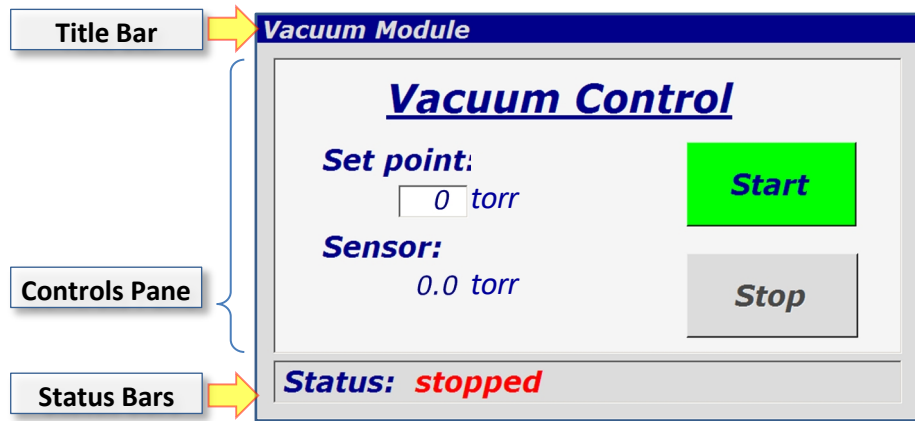 Title Bar
Vacuum Module
Vacuum Control
Set point:
0 torr
Start
Sensor:
0.0 torr
Controls Pane
Stop
Status: stopped
Status Bars